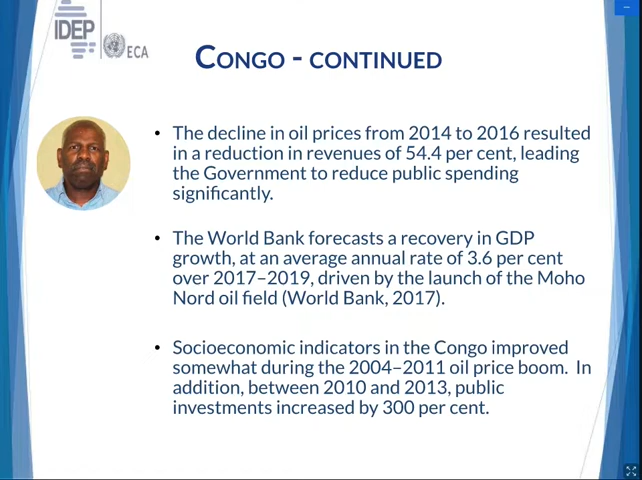 IDEP
ECA
CONGO - CONTINUED
• The decline in oil prices from 2014 to 2016 resulted
in a reduction in revenues of 54.4 per cent, leading
the Government to reduce public spending
significantly.
• The World Bank forecasts a recovery in GDP
growth, at an average annual rate of 3.6 per cent
over 2017–2019, driven by the launch of the Moho
Nord oil field (World Bank, 2017).
• Socioeconomic indicators in the Congo improved
somewhat during the 2004–2011 oil price boom. In
addition, between 2010 and 2013, public
investments increased by 300 per cent.